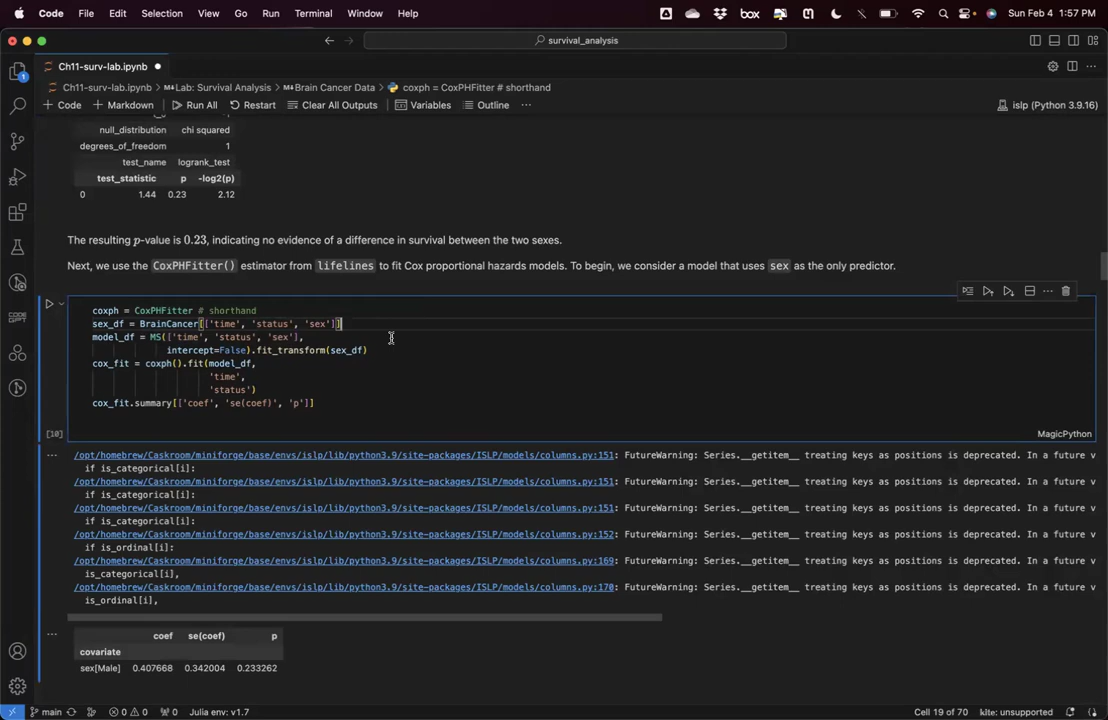 Code File Edit Selection View Go Run Terminal Window Help box Sun Feb 4 1:57 PM
survival_analysis
Ch11-surv-lab.ipynb
Ch11-surv-lab.ipynb > Lab: Survival Analysis > Brain Cancer Data > coxph = CoxPHFitter # shorthand
+ Code + Markdown Run All Restart Clear All Outputs Variables Outline ... islp (Python 3.9.16)
null_distribution chi squared
degrees_of_freedom 1
test_name logrank_test
test_statistic p -log2(p)
0 1.44 0.23 2.12
The resulting p-value is 0.23, indicating no evidence of a difference in survival between the two sexes.
Next, we use the CoxPHFitter() estimator from lifelines to fit Cox proportional hazards models. To begin, we consider a model that uses sex as the only predictor.
coxph = CoxPHFitter # shorthand
sex_df = BrainCancer[['time', 'status', 'sex']]
model_df = MS(['time', 'status', 'sex'],
intercept=False).fit_transform(sex_df)
cox_fit = coxph().fit(model_df,
'time',
'status')
cox_fit.summary[['coef', 'se(coef)', 'p']]
[10] MagicPython
/opt/homebrew/Caskroom/miniforge/base/envs/islp/lib/python3.9/site-packages/ISLP/models/columns.py:151: FutureWarning: Series.__getitem__ treating keys as positions is deprecated. In a future v
if is_categorical[i]:
/opt/homebrew/Caskroom/miniforge/base/envs/islp/lib/python3.9/site-packages/ISLP/models/columns.py:151: FutureWarning: Series.__getitem__ treating keys as positions is deprecated. In a future v
if is_categorical[i]:
/opt/homebrew/Caskroom/miniforge/base/envs/islp/lib/python3.9/site-packages/ISLP/models/columns.py:151: FutureWarning: Series.__getitem__ treating keys as positions is deprecated. In a future v
if is_categorical[i]:
/opt/homebrew/Caskroom/miniforge/base/envs/islp/lib/python3.9/site-packages/ISLP/models/columns.py:152: FutureWarning: Series.__getitem__ treating keys as positions is deprecated. In a future v
if is_ordinal[i]:
/opt/homebrew/Caskroom/miniforge/base/envs/islp/lib/python3.9/site-packages/ISLP/models/columns.py:169: FutureWarning: Series.__getitem__ treating keys as positions is deprecated. In a future v
is_categorical[i],
/opt/homebrew/Caskroom/miniforge/base/envs/islp/lib/python3.9/site-packages/ISLP/models/columns.py:170: FutureWarning: Series.__getitem__ treating keys as positions is deprecated. In a future v
is_ordinal[i],
coef se(coef) p
covariate
sex[Male] 0.407668 0.342004 0.233262
main 0 0 0 Julia env: v1.7 Cell 19 of 70 kite: unsupported